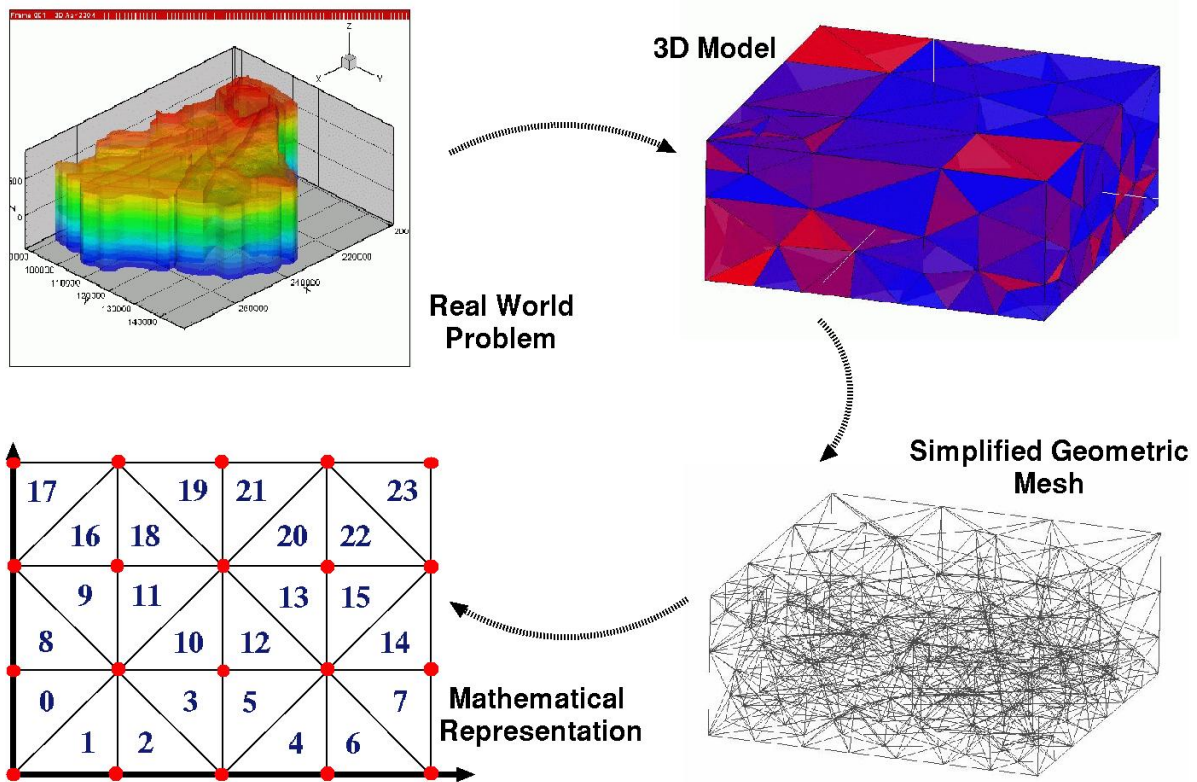 Frame 001
Z
X
Y
500
0
100000
110000
130000
140000
220000
240000
260000
3D Model
Real World
Problem
Simplified Geometric
Mesh
17 19 21 23
16 18 20 22
9 11 13 15
8 10 12 14
0 3 5 7
1 2 4 6
Mathematical
Representation